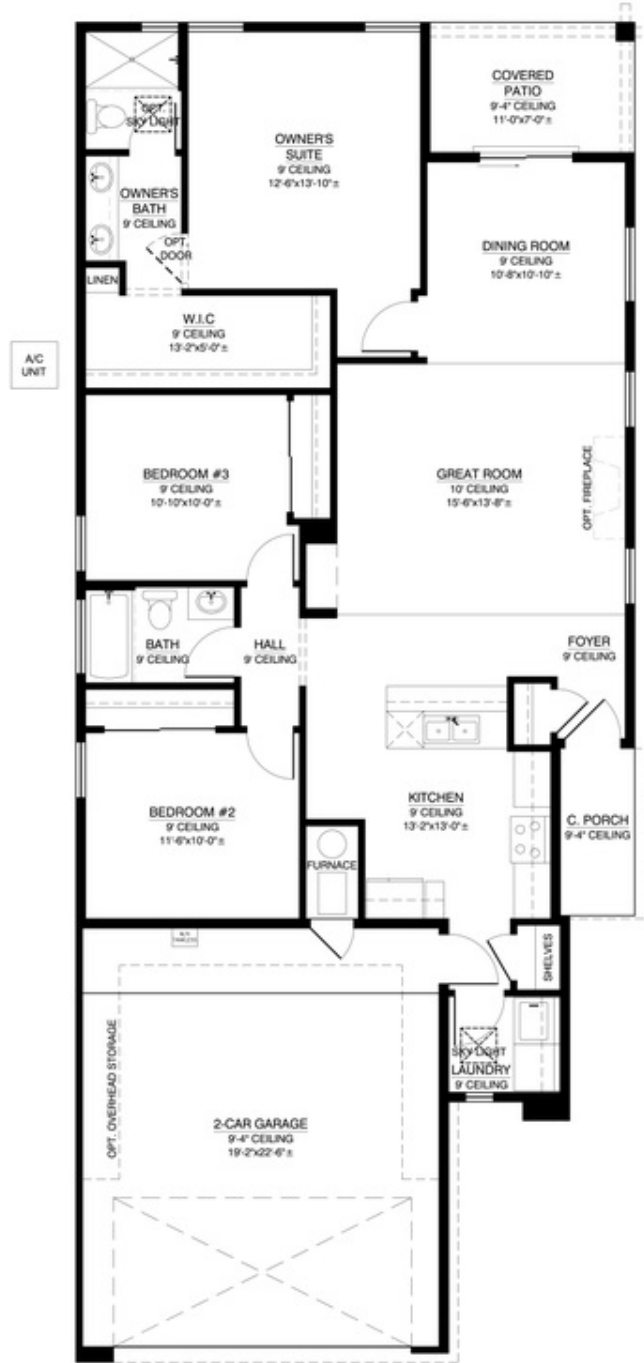 COVERED
PATIO
9'-4" CEILING
11'-0"x7'-0"±
OPT.
SKY LIGHT
OWNER'S
SUITE
9' CEILING
12'-6"x13'-10"±
OWNER'S
BATH
9' CEILING
OPT.
DOOR
DINING ROOM
9' CEILING
10'-8"x10'-10"±
LINEN
W.I.C
9' CEILING
13'-2"x5'-0"±
A/C
UNIT
BEDROOM #3
9' CEILING
10'-10"x10'-0"±
GREAT ROOM
10' CEILING
15'-6"x13'-8"±
OPT. FIREPLACE
BATH
9' CEILING
HALL
9' CEILING
FOYER
9' CEILING
BEDROOM #2
9' CEILING
11'-6"x10'-0"±
KITCHEN
9' CEILING
13'-2"x13'-0"±
C. PORCH
9'-4" CEILING
FURNACE
SHELVES
SKY LIGHT
LAUNDRY
9' CEILING
OPT. OVERHEAD STORAGE
2-CAR GARAGE
9'-4" CEILING
19'-2"x22'-6"±